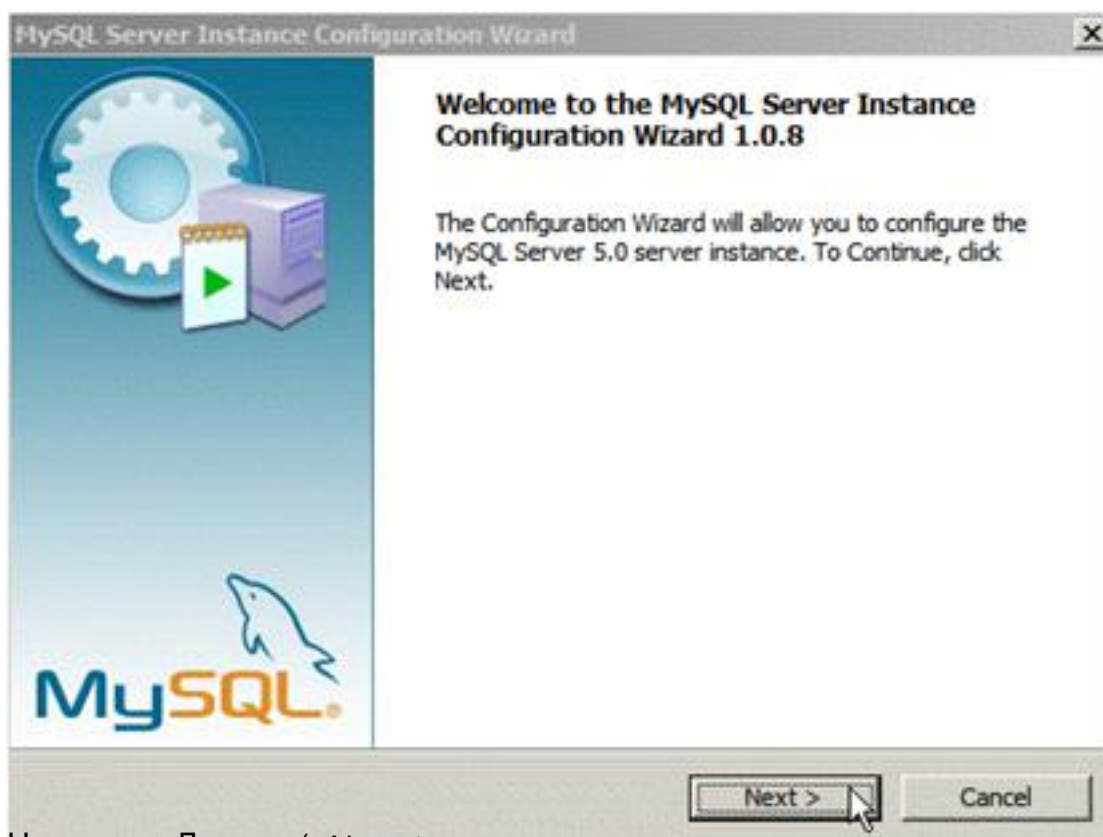 MySQL Server Instance Configuration Wizard
Welcome to the MySQL Server Instance
Configuration Wizard 1.0.8
The Configuration Wizard will allow you to configure the
MySQL Server 5.0 server instance. To Continue, click
Next.
MySQL®
Next >
Cancel